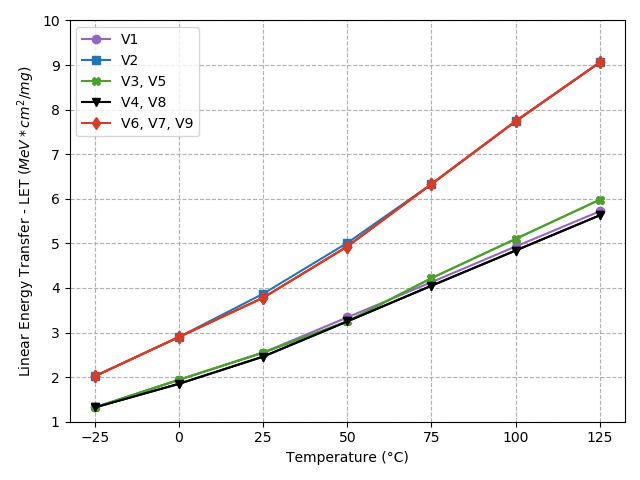 10
9
8
7
6
5
4
3
2
1
Linear Energy Transfer - LET (MeV * cm²/mg)
V1
V2
V3, V5
V4, V8
V6, V7, V9
−25 0 25 50 75 100 125
Temperature (°C)